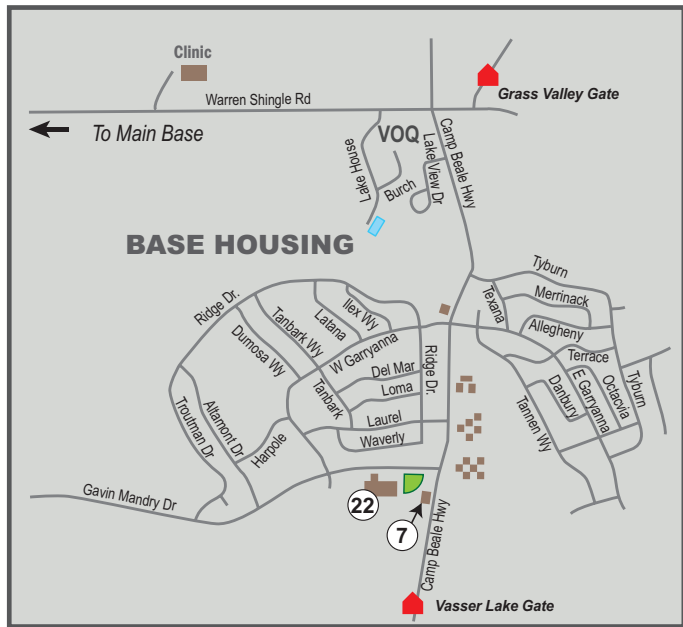 Clinic
Grass Valley Gate
Warren Shingle Rd
To Main Base
VOQ
Lake House
Burch
Lake View Dr
Camp Beale Hwy
BASE HOUSING
Tyburn
Merrinack
Texana
Allegheny
Ridge Dr.
Ilex Wy
Latana
Tanbark Wy
Dumosa Wy
W Garryanna
Ridge Dr.
Terrace
Del Mar
Loma
Tanbark
Laurel
Waverly
Danbury
E Garryanna
Octacvia
Tyburn
Tannen Wy
Troutman Dr
Altamont Dr
Harpole
Gavin Mandry Dr
22
7
Camp Beale Hwy
Vasser Lake Gate